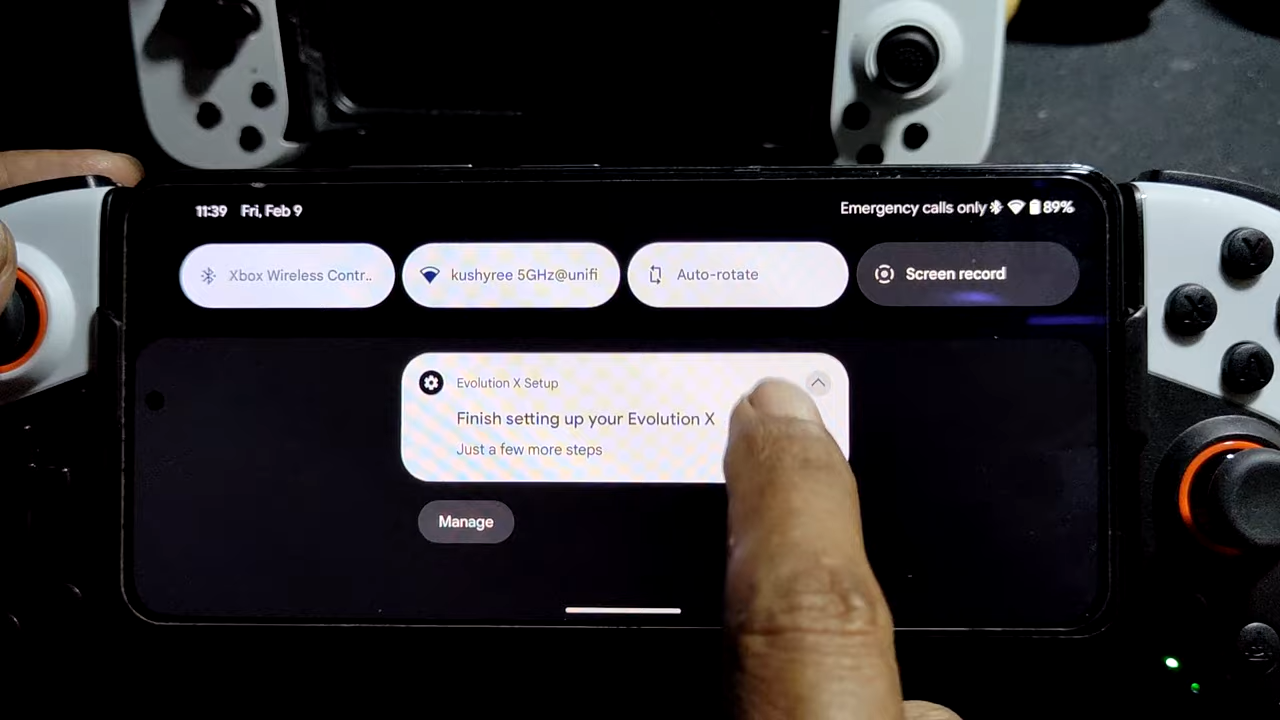 11:39 Fri, Feb 9
Emergency calls only 89%
Xbox Wireless Contr..
kushyree 5GHz@unifi
Auto-rotate
Screen record
Evolution X Setup
Finish setting up your Evolution X
Just a few more steps
Manage
Y
X
A